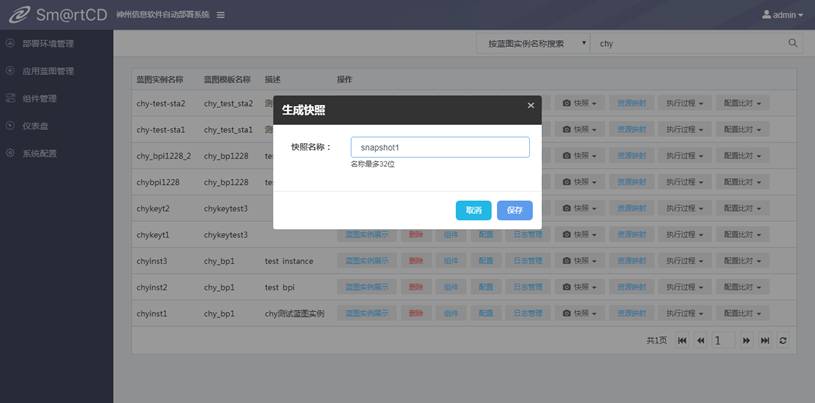 Sm@rtCD 神州信息软件自动部署系统 admin
部署环境管理
应用蓝图管理
组件管理
仪表盘
系统配置
按蓝图实例名称搜索 chy
蓝图实例名称 蓝图模板名称 描述 操作
chy-test-sta2 chy_test_sta2 快照 资源映射 执行过程 配置比对
chy-test-sta1 chy_test_sta1 快照 资源映射 执行过程 配置比对
chy_bpi1228_2 chy_bp1228 快照 资源映射 执行过程 配置比对
chybpi1228 chy_bp1228 快照 资源映射 执行过程 配置比对
chykeyt2 chykeytest3 快照 资源映射 执行过程 配置比对
chykeyt1 chykeytest3 蓝图实例展示 删除 组件 配置 日志管理 快照 资源映射 执行过程 配置比对
chyinst3 chy_bp1 test instance 蓝图实例展示 删除 组件 配置 日志管理 快照 资源映射 执行过程 配置比对
chyinst2 chy_bp1 test bpi 蓝图实例展示 删除 组件 配置 日志管理 快照 资源映射 执行过程 配置比对
chyinst1 chy_bp1 chy测试蓝图实例 蓝图实例展示 删除 组件 配置 日志管理 快照 资源映射 执行过程 配置比对
共1页 1
生成快照 ×
快照名称： snapshot1
名称最多32位
取消 保存